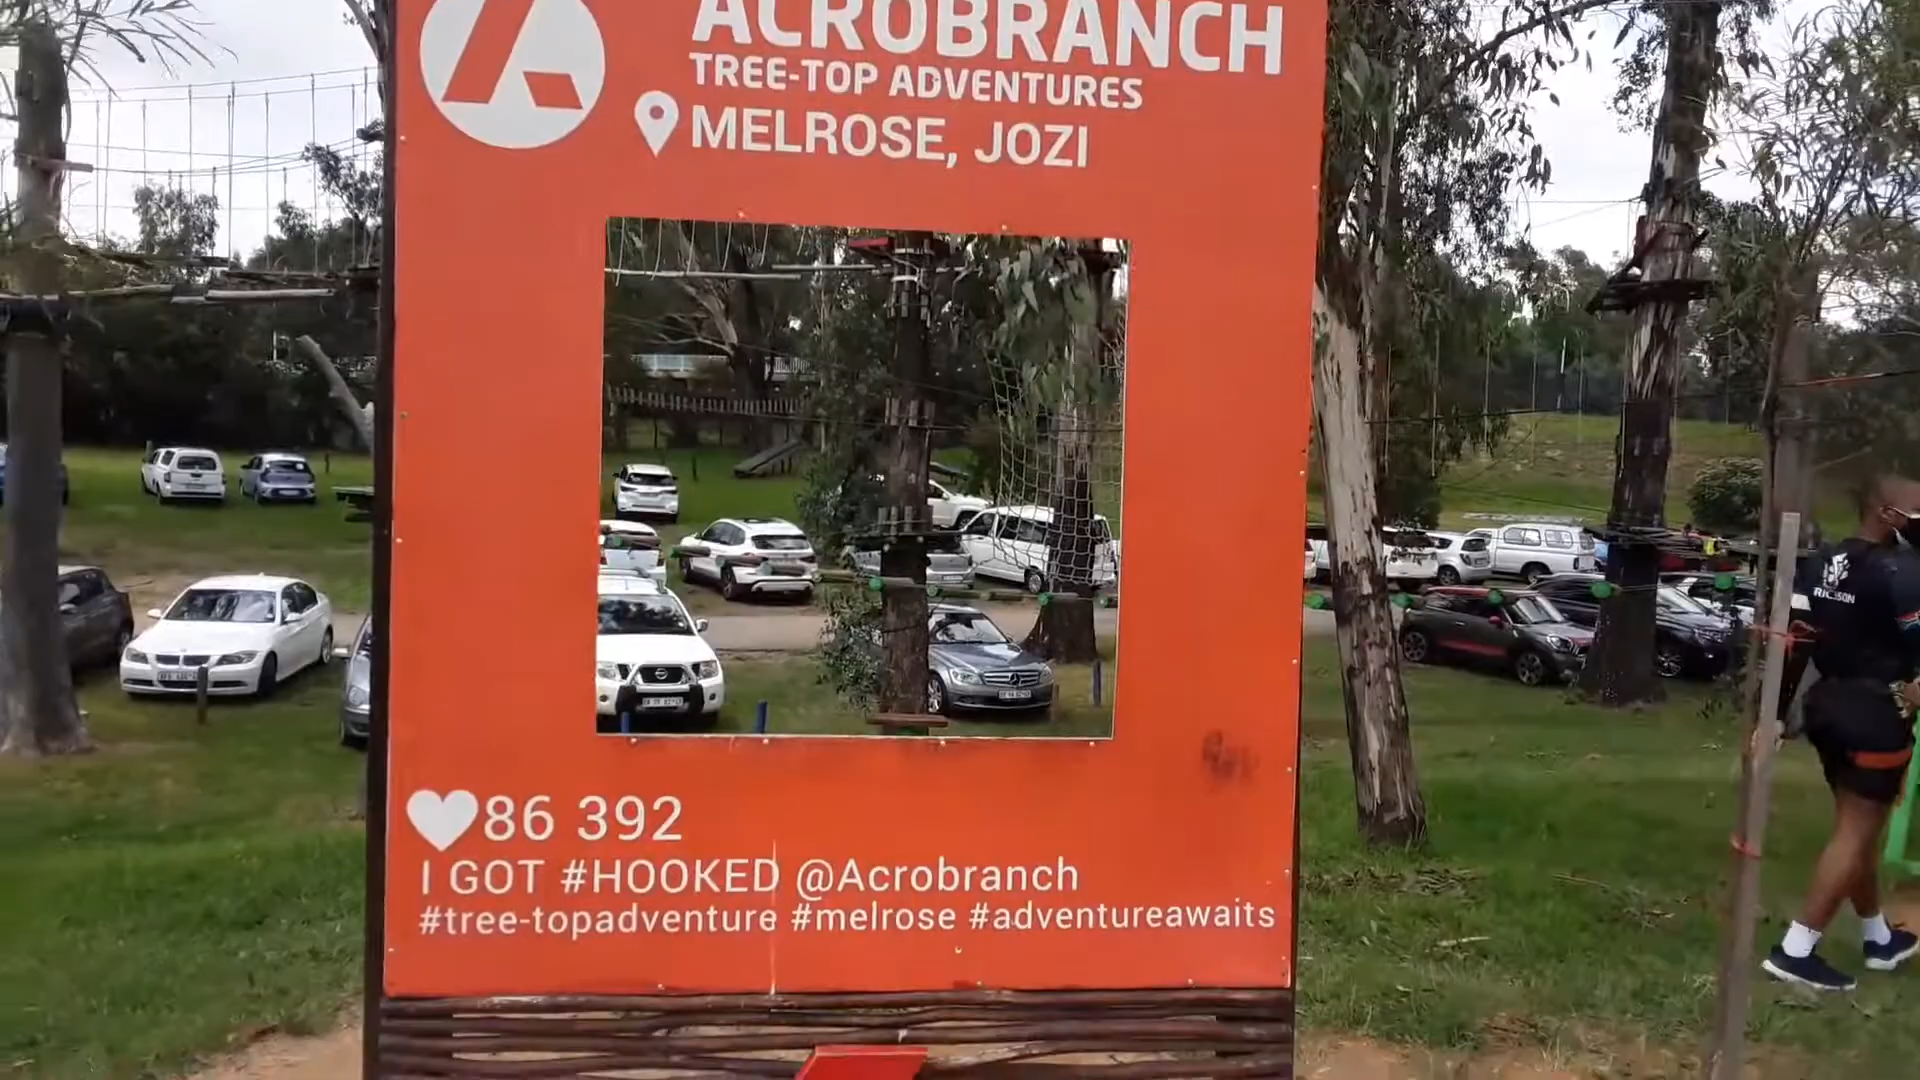 ACROBRANCH
TREE-TOP ADVENTURES
MELROSE, JOZI
86 392
I GOT #HOOKED @Acrobranch
#tree-topadventure #melrose #adventureawaits